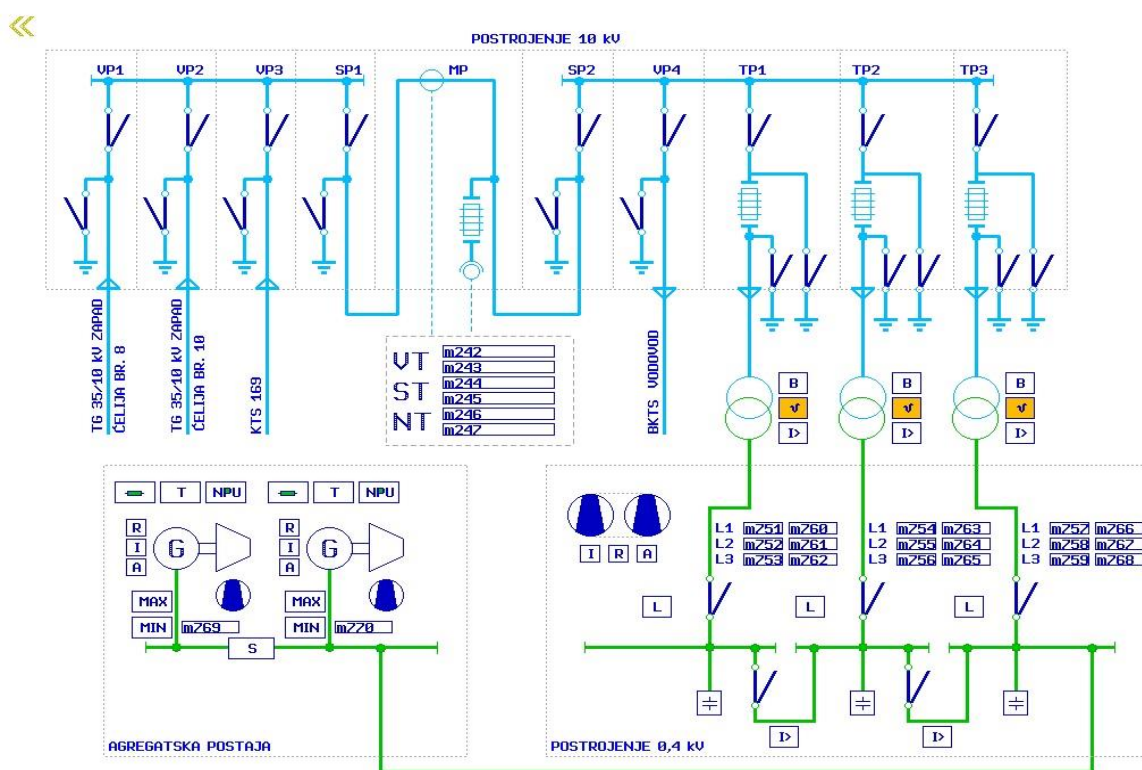 POSTROJENJE 10 kV
VP1 VP2 VP3 SP1 MP SP2 VP4 TP1 TP2 TP3
TG 35/10 kV ZAPAD
ĆELIJA BR. 8
TG 35/10 kV ZAPAD
ĆELIJA BR. 10
KTS 169
VT m242
m243
ST m244
m245
NT m246
m247
BKTS VODOVOD
B B B
I> I> I>
T NPU T NPU
R R
I G I G
A A
MAX MAX
MIN m769 MIN m770
S
AGREGATSKA POSTAJA
I R A
L1 m751 m760 L1 m754 m763 L1 m757 m766
L2 m752 m761 L2 m755 m764 L2 m758 m767
L3 m753 m762 L3 m756 m765 L3 m759 m768
L L L
I> I>
POSTROJENJE 0,4 kV